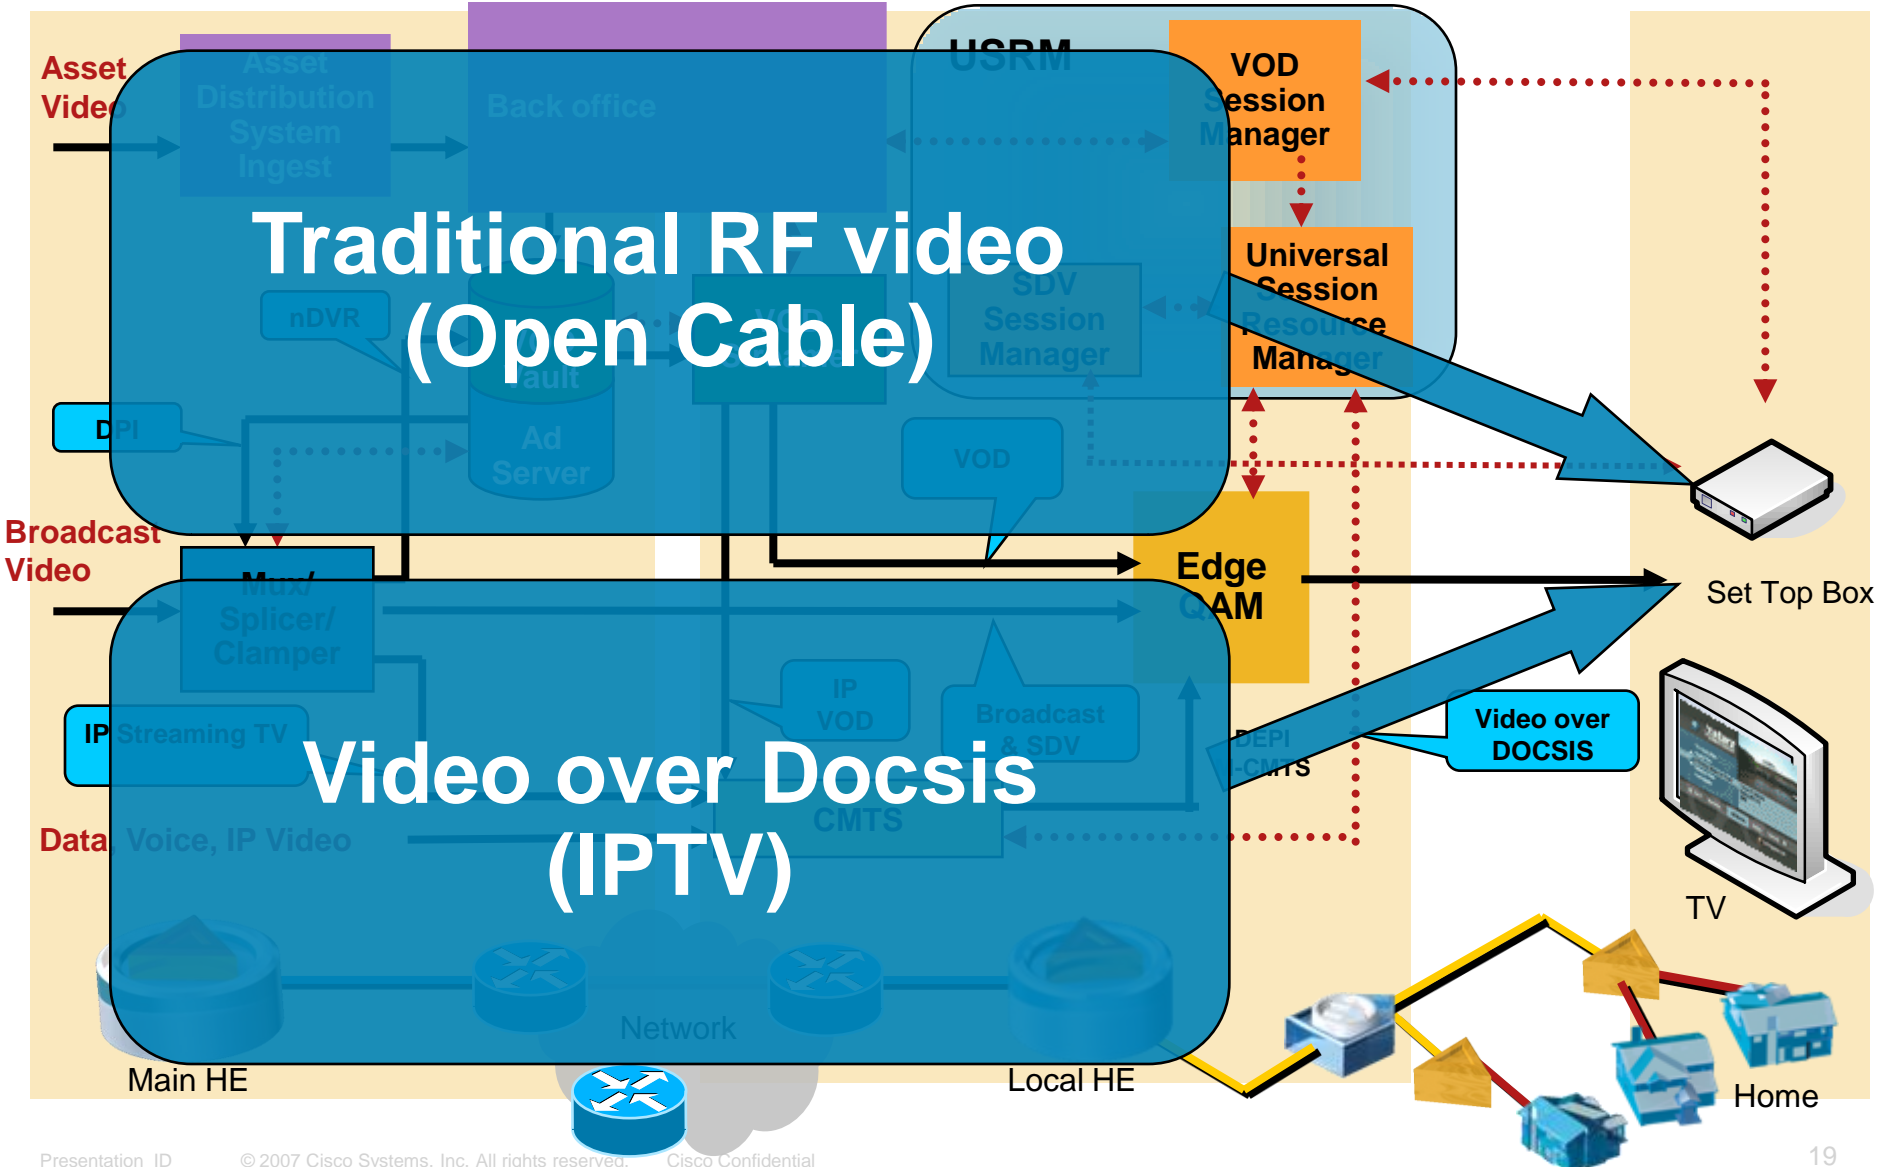 Asset
Video
Asset
Distribution
System
Ingest
Back office
USRM
VOD
Session
Manager
Traditional RF video
(Open Cable)
nDVR
Vault
VOD
SDV
Session
Manager
Universal
Session
Resource
Manager
DPI
Ad
Server
VOD
Broadcast
Video
Mux/
Splicer/
Clamper
Edge
QAM
Set Top Box
IP Streaming TV
IP
VOD
Broadcast
& SDV
DEPI
M-CMTS
Video over
DOCSIS
Video over Docsis
(IPTV)
Data, Voice, IP Video
CMTS
TV
Network
Main HE
Local HE
Home
Presentation_ID
© 2007 Cisco Systems, Inc. All rights reserved.
Cisco Confidential
19